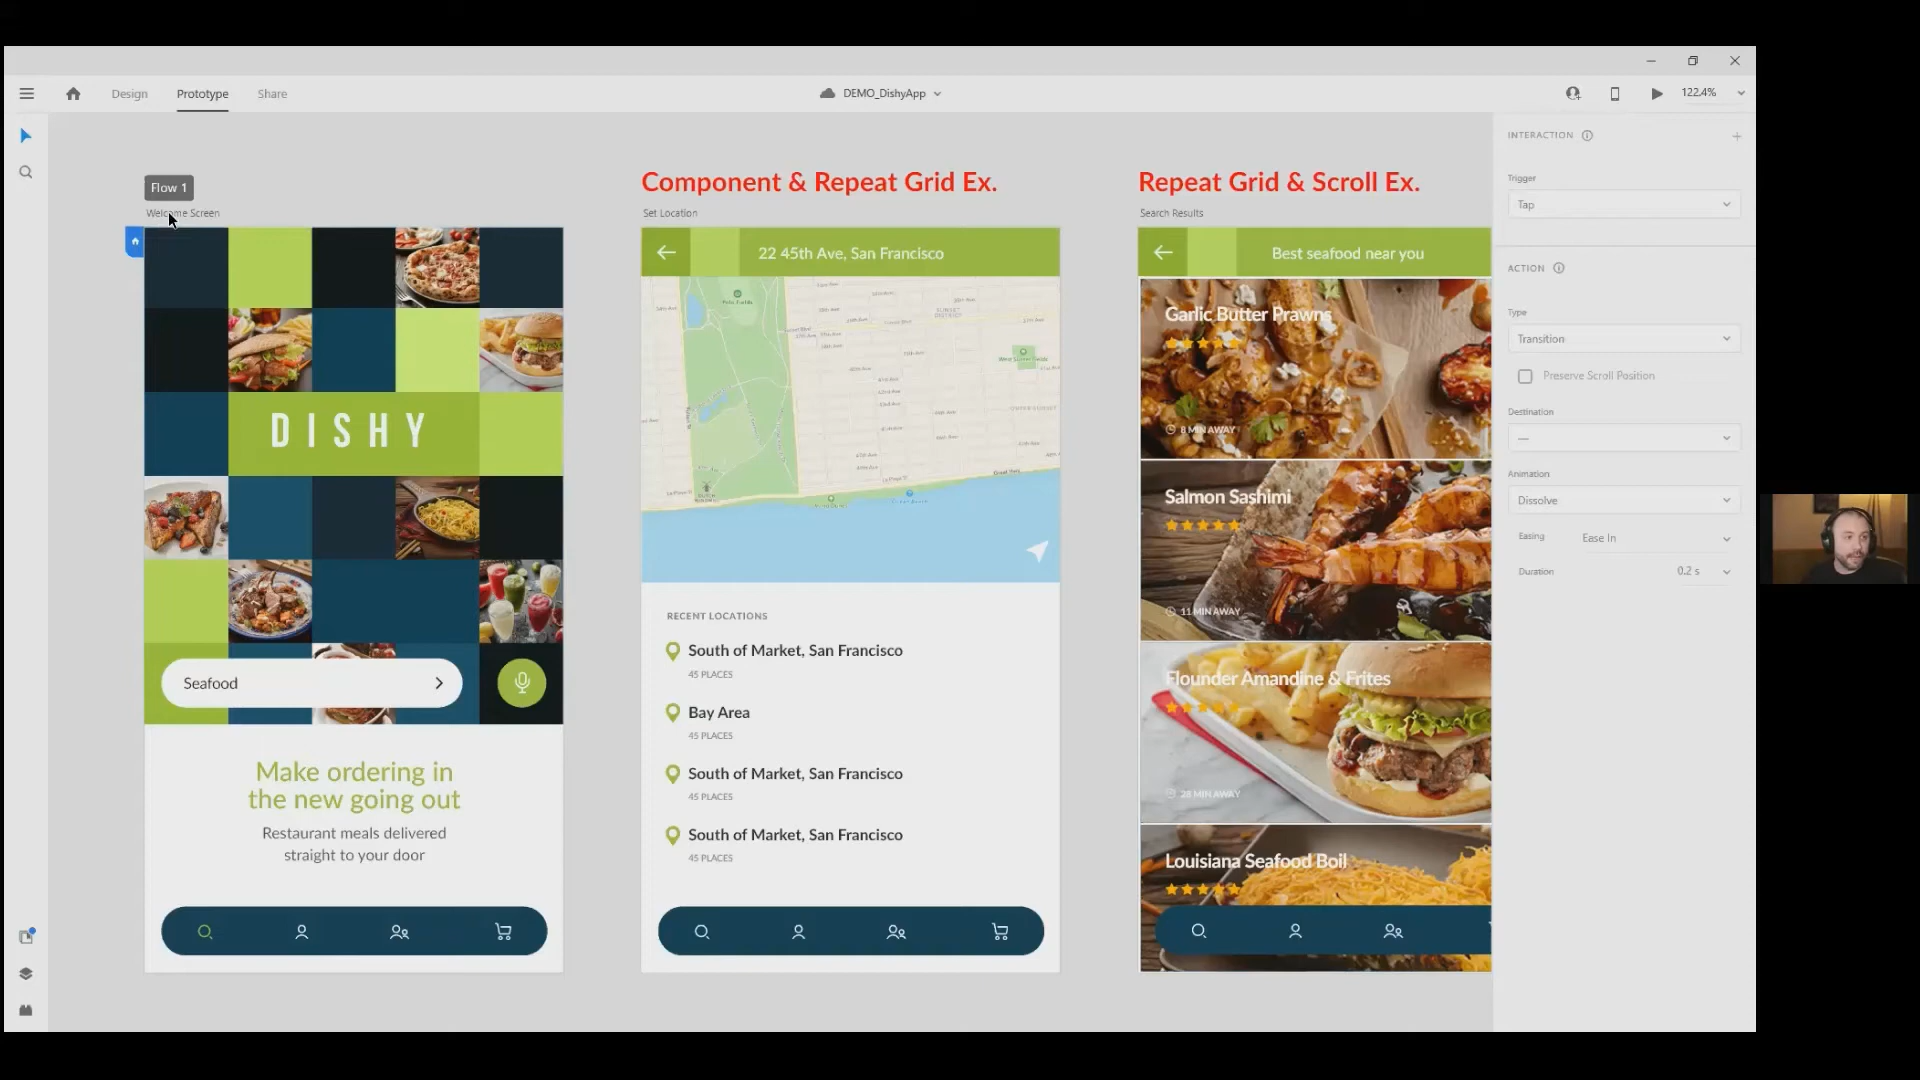 Design
Prototype
Share
DEMO_DishyApp
122.4%
Flow 1
Welcome Screen
DISHY
Seafood
Make ordering in
the new going out
Restaurant meals delivered
straight to your door
Component & Repeat Grid Ex.
Set Location
22 45th Ave, San Francisco
RECENT LOCATIONS
South of Market, San Francisco
45 PLACES
Bay Area
45 PLACES
South of Market, San Francisco
45 PLACES
South of Market, San Francisco
45 PLACES
Repeat Grid & Scroll Ex.
Search Results
Best seafood near you
Garlic Butter Prawns
8 MIN AWAY
Salmon Sashimi
11 MIN AWAY
Flounder Amandine & Frites
28 MIN AWAY
Louisiana Seafood Boil
INTERACTION
Trigger
Tap
ACTION
Type
Transition
Preserve Scroll Position
Destination
—
Animation
Dissolve
Easing
Ease In
Duration
0.2 s